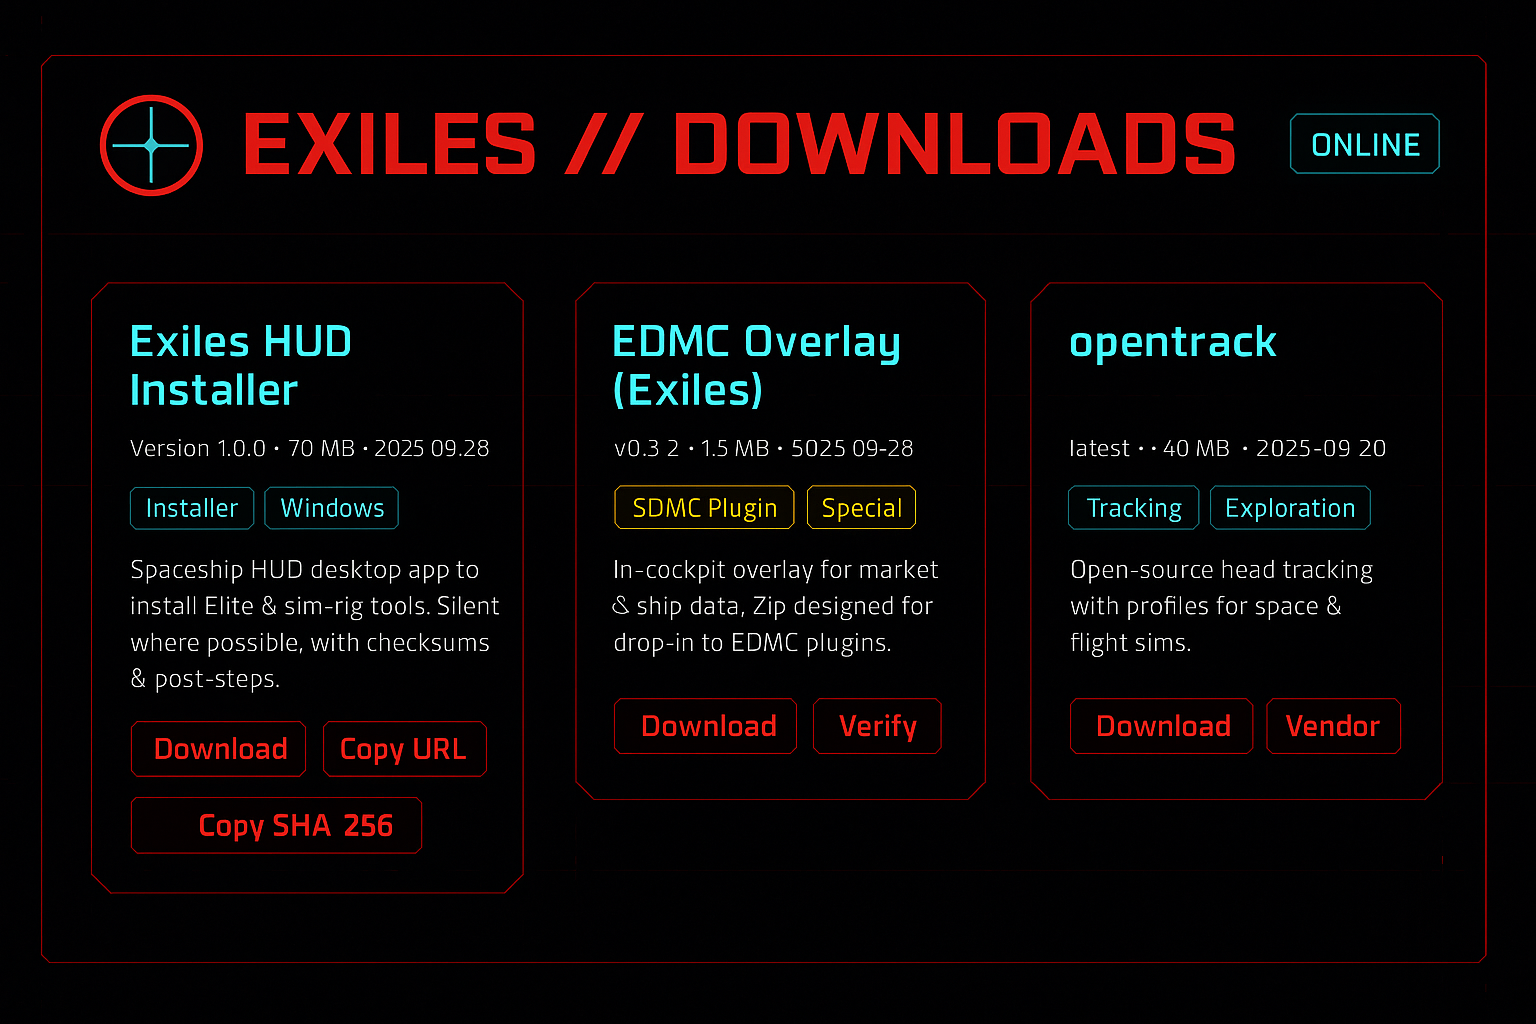 EXILES // DOWNLOADS
ONLINE
Exiles HUD
Installer
Version 1.0.0 • 70 MB • 2025 09.28
Installer
Windows
Spaceship HUD desktop app to
install Elite & sim-rig tools. Silent
where possible, with checksums
& post-steps.
Download
Copy URL
Copy SHA 256
EDMC Overlay
(Exiles)
v0.3 2 • 1.5 MB • 5025 09-28
SDMC Plugin
Special
In-cockpit overlay for market
& ship data, Zip designed for
drop-in to EDMC plugins.
Download
Verify
opentrack
latest • • 40 MB • 2025-09 20
Tracking
Exploration
Open-source head tracking
with profiles for space &
flight sims.
Download
Vendor